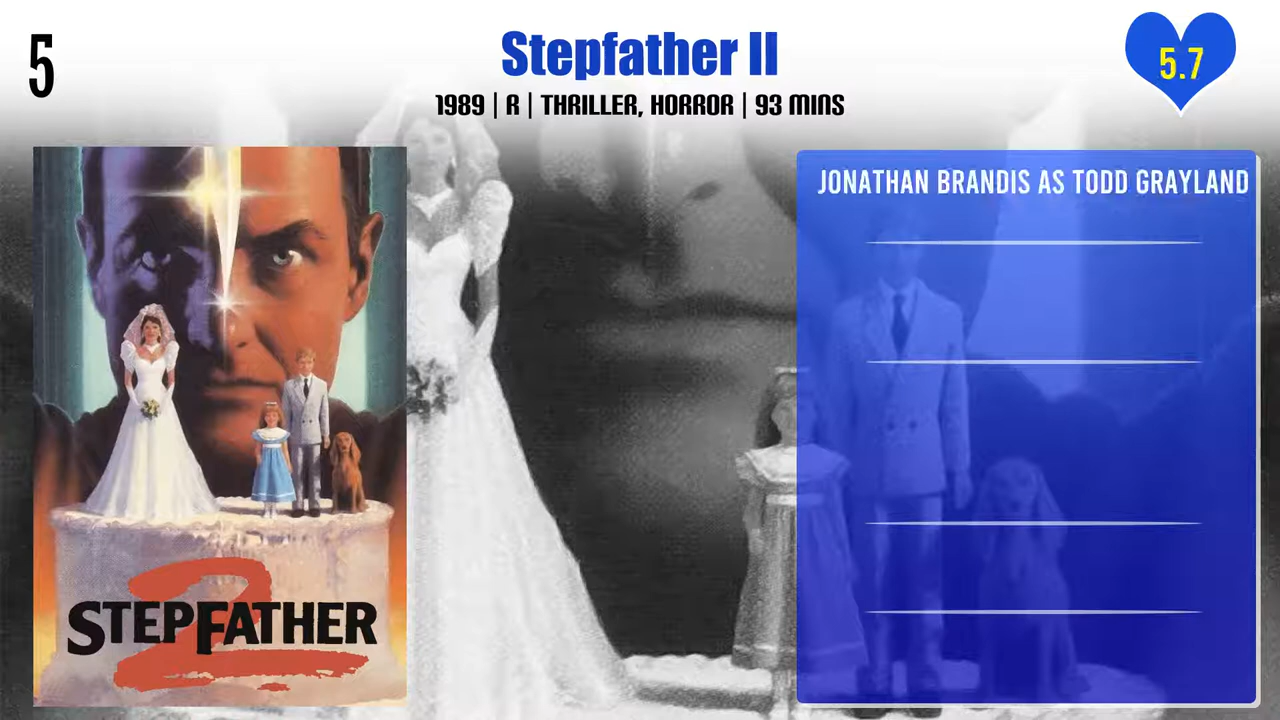 5
Stepfather II
1989 | R | THRILLER, HORROR | 93 MINS
5.7
JONATHAN BRANDIS AS TODD GRAYLAND
2
STEPFATHER